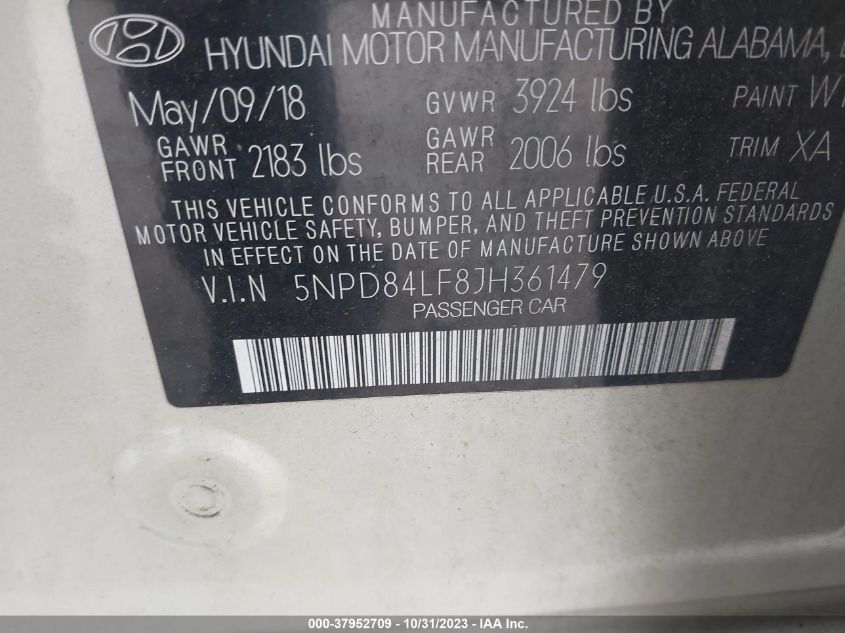 MANUFACTURED BY
HYUNDAI MOTOR MANUFACTURING ALABAMA,
May/09/18 GVWR 3924 lbs PAINT
GAWR FRONT 2183 lbs GAWR REAR 2006 lbs TRIM XA
THIS VEHICLE CONFORMS TO ALL APPLICABLE U.S.A. FEDERAL
MOTOR VEHICLE SAFETY, BUMPER, AND THEFT PREVENTION STANDARDS
IN EFFECT ON THE DATE OF MANUFACTURE SHOWN ABOVE
V.I.N 5NPD84LF8JH361479
PASSENGER CAR
000-37952709 - 10/31/2023 - IAA Inc.